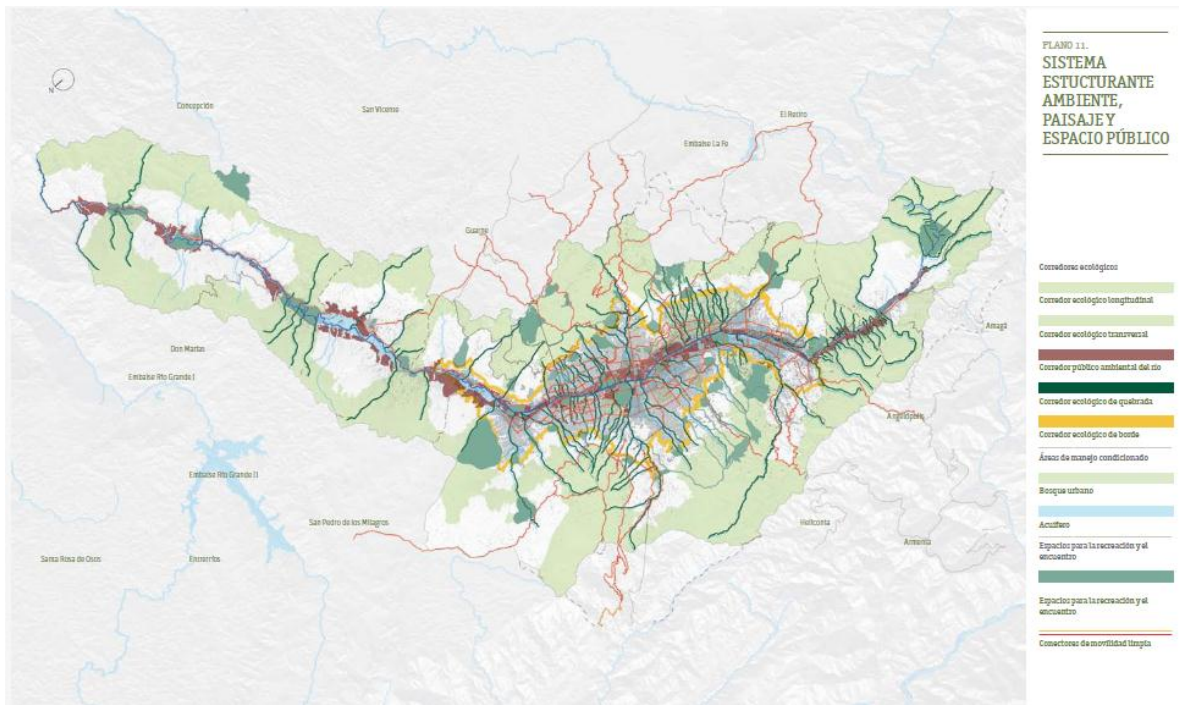 PLANO 11.
SISTEMA
ESTUCTURANTE
AMBIENTE,
PAISAJE Y
ESPACIO PÚBLICO
N
Concepción
San Vicente
El Retiro
Embalse La Fe
Guarne
Amagá
Don Matías
Embalse Río Grande I
Angelópolis
Embalse Río Grande II
San Pedro de los Milagros
Heliconia
Armenia
Santa Rosa de Osos
Entrerríos
Corredores ecológicos
Corredor ecológico longitudinal
Corredor ecológico transversal
Corredor público ambiental del río
Corredor ecológico de quebrada
Corredor ecológico de borde
Áreas de manejo condicionado
Bosque urbano
Acuífero
Espacios para la recreación y el
encuentro
Espacios para la recreación y el
encuentro
Conectores de movilidad limpia